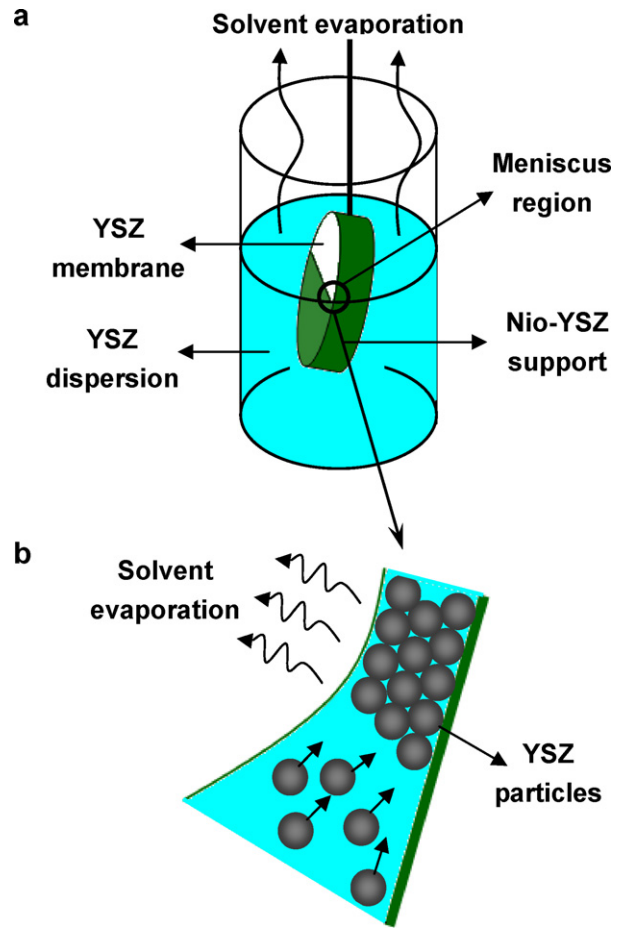 a
Solvent evaporation
Meniscus
region
YSZ
membrane
Nio-YSZ
support
YSZ
dispersion
b
Solvent
evaporation
YSZ
particles